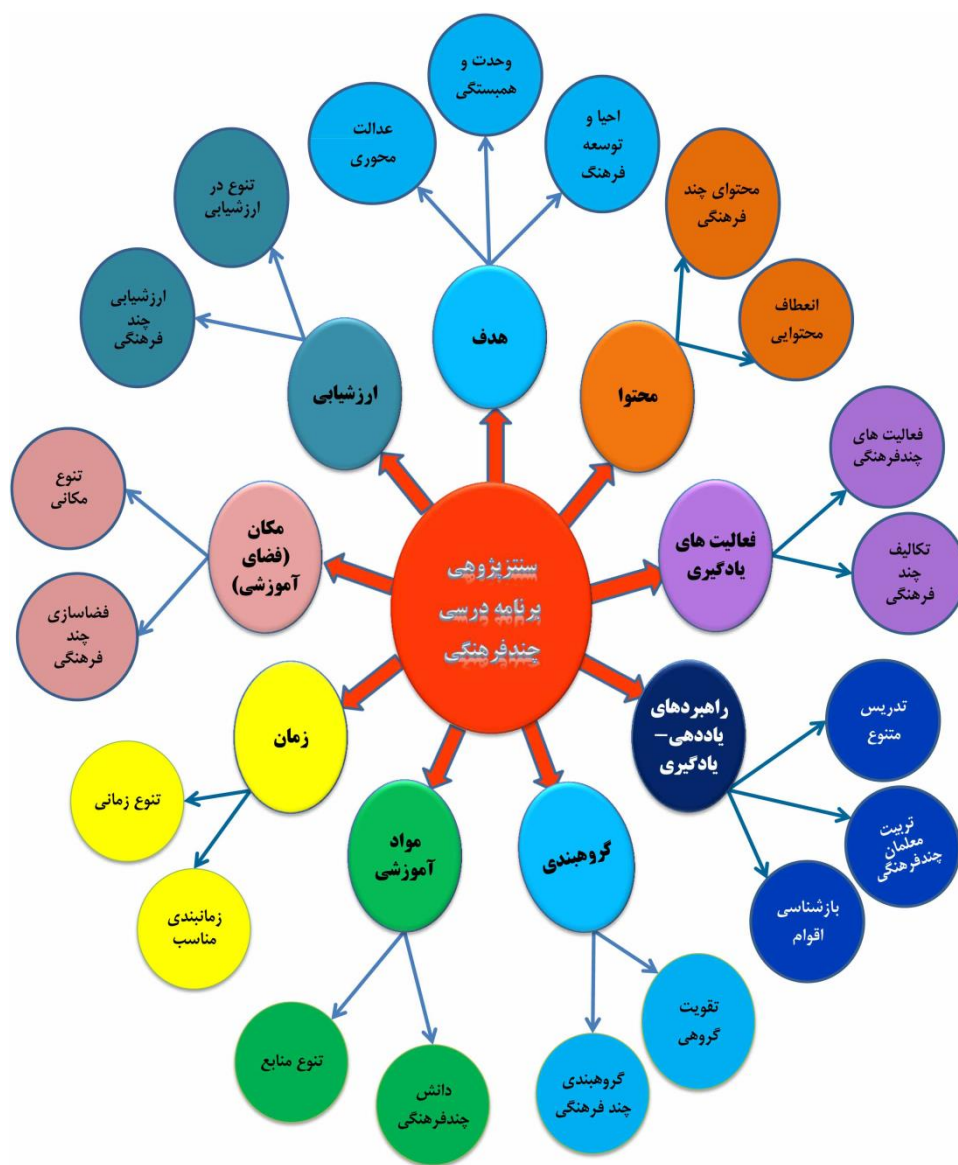 وحدت و
همبستگی
احیا و
توسعه
فرهنگ
عدالت
محوری
محتوای چند
فرهنگی
تنوع در
ارزشیابی
انعطاف
محتوایی
ارزشیابی
چند
فرهنگی
هدف
محتوا
ارزشیابی
فعالیت های
چندفرهنگی
تنوع
مکانی
مکان
(فضای
آموزشی)
فعالیت های
یادگیری
تکالیف
چند
فرهنگی
سنتزپژوهی
برنامه درسی
چندفرهنگی
فضاسازی
چند
فرهنگی
راهبردهای
یاددهی–
یادگیری
تدریس
متنوع
زمان
تنوع زمانی
تربیت
معلمان
چندفرهنگی
مواد
آموزشی
گروهبندی
بازشناسی
اقوام
زمانبندی
مناسب
تقویت
گروهی
تنوع منابع
دانش
چندفرهنگی
گروهبندی
چند فرهنگی